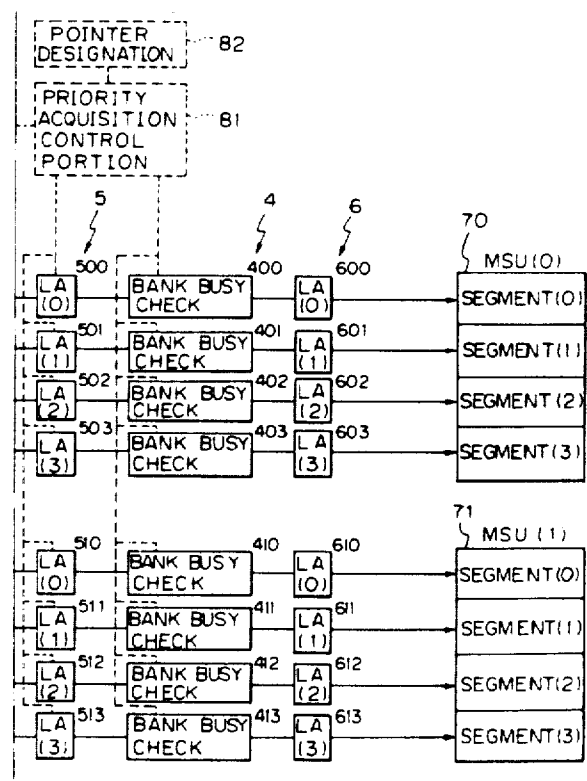 POINTER
DESIGNATION
82
PRIORITY
ACQUISITION
CONTROL
PORTION
81
5
4
6
70
MSU(0)
500
400
600
LA
(0)
BANK BUSY
CHECK
LA
(0)
SEGMENT(0)
501
401
601
LA
(1)
BANK BUSY
CHECK
LA
(1)
SEGMENT(1)
502
402
602
LA
(2)
BANK BUSY
CHECK
LA
(2)
SEGMENT(2)
503
403
603
LA
(3)
BANK BUSY
CHECK
LA
(3)
SEGMENT(3)
71
MSU(1)
510
410
610
LA
(0)
BANK BUSY
CHECK
LA
(0)
SEGMENT(0)
511
411
611
LA
(1)
BANK BUSY
CHECK
LA
(1)
SEGMENT(1)
512
412
612
LA
(2)
BANK BUSY
CHECK
LA
(2)
SEGMENT(2)
513
413
613
LA
(3)
BANK BUSY
CHECK
LA
(3)
SEGMENT(3)